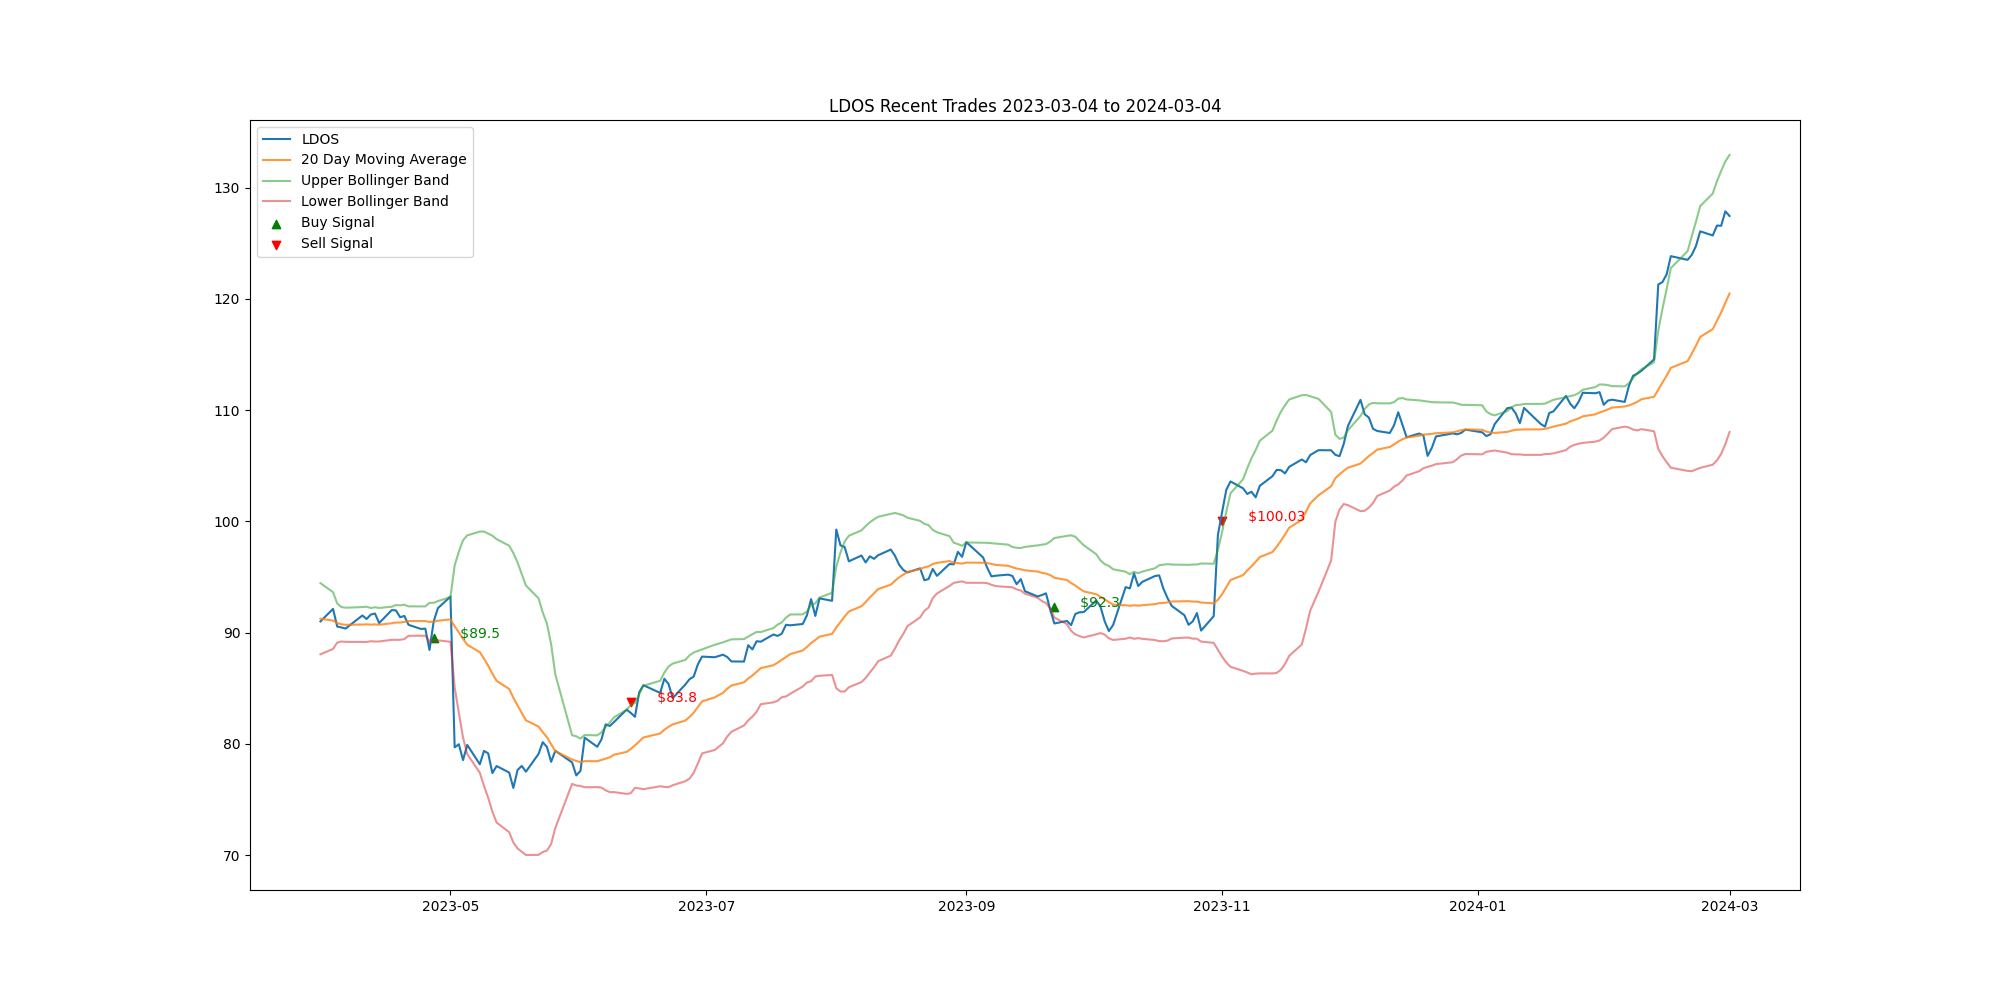 LDOS Recent Trades 2023-03-04 to 2024-03-04
LDOS
20 Day Moving Average
Upper Bollinger Band
Lower Bollinger Band
Buy Signal
Sell Signal
130
120
110
100
90
80
70
$89.5
$83.8
$92.3
$100.03
2023-05
2023-07
2023-09
2023-11
2024-01
2024-03